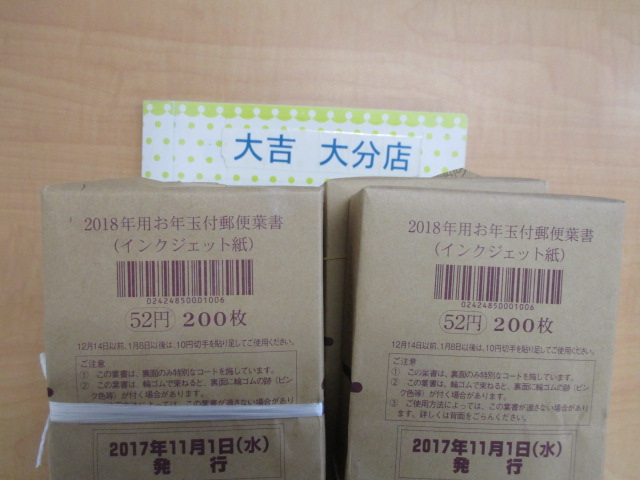 大吉 大分店
2018年用お年玉付郵便葉書
(インクジェット紙)
02424850001006
52円 200枚
12月14日以前、1月8日以後は、10円切手を貼り足してご使用ください。
ご注意
① この葉書は、裏面のみ特別なコートを施しています。
② この葉書は、輪ゴムで束ねると、裏面に輪ゴムの跡(ピン
ク色等)が付く場合があります。
2017年11月1日(水)
発行
2018年用お年玉付郵便葉書
(インクジェット紙)
02424850001006
52円 200枚
12月14日以前、1月8日以後は、10円切手を貼り足してご使用ください。
ご注意
① この葉書は、裏面のみ特別なコートを施しています。
② この葉書は、輪ゴムで束ねると、裏面に輪ゴムの跡(ピン
ク色等)が付く場合があります。
③ ご使用方法によっては、この葉書が適さない場合があり
ます、詳しくは背面をごらんください。
2017年11月1日(水)
発行